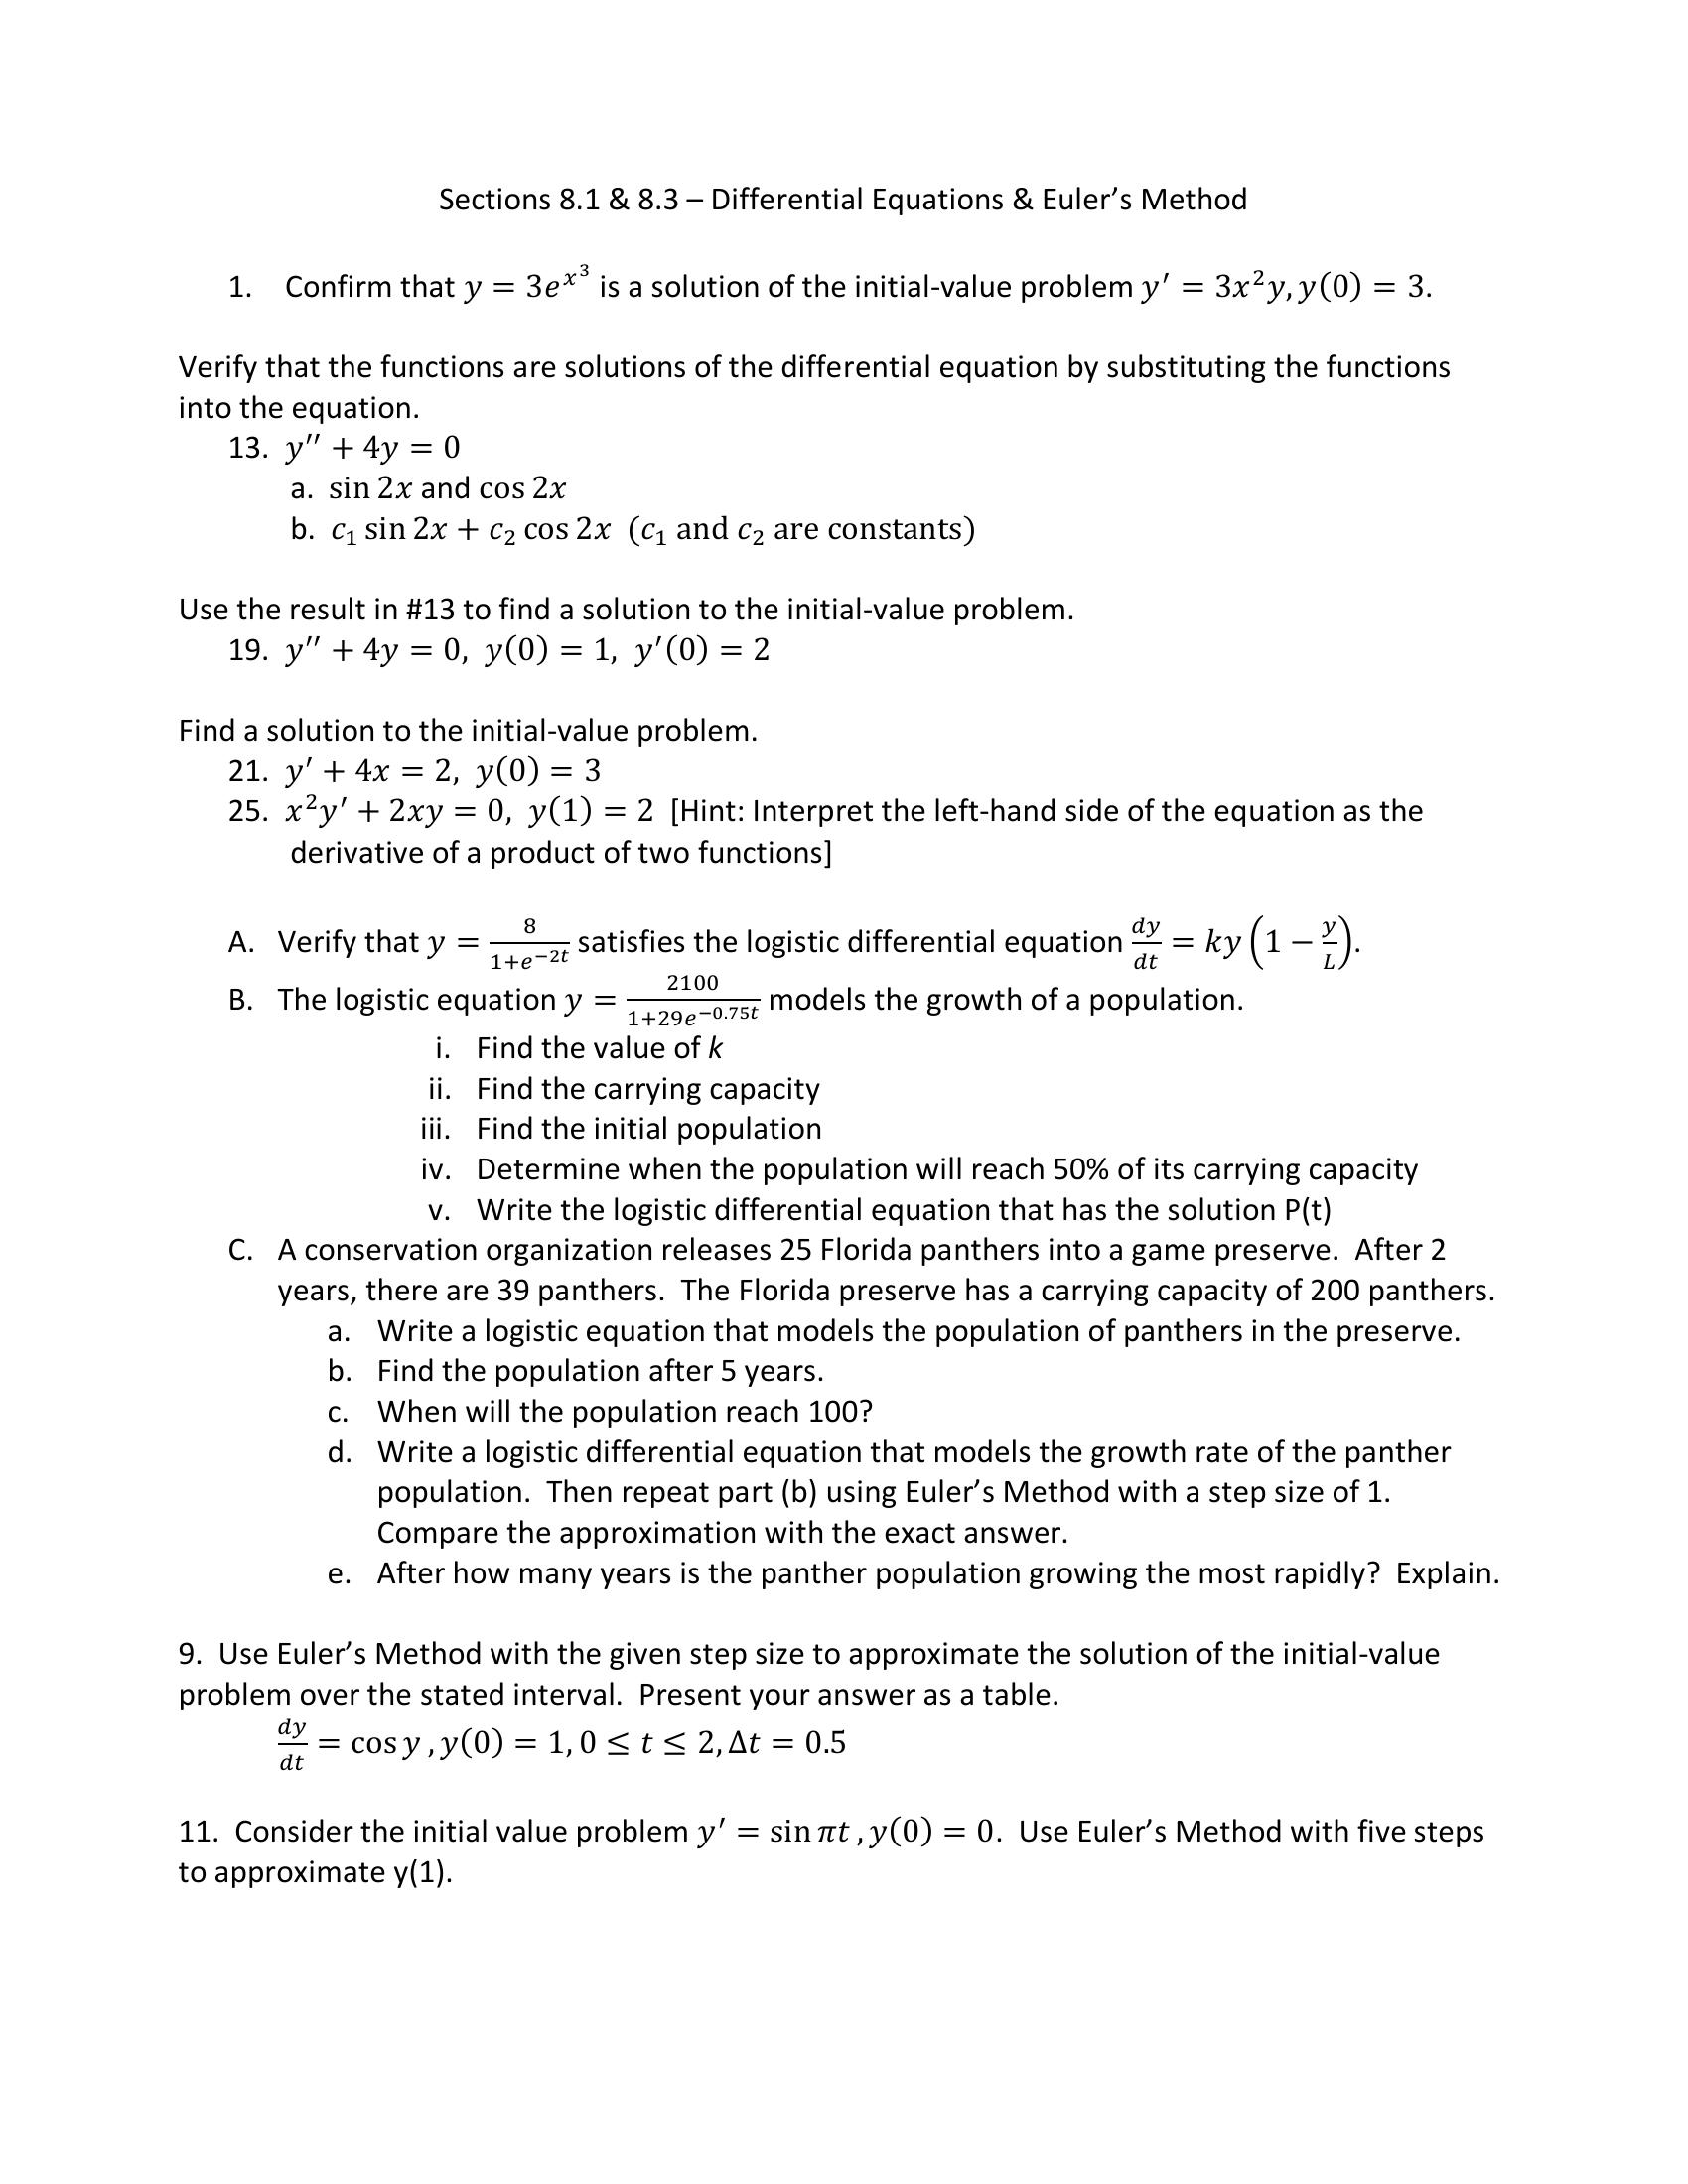 Sections 8.1 & 8.3 – Differential Equations & Euler's Method
1. Confirm that $y = 3e^{x^3}$ is a solution of the initial-value problem $y' = 3x^2y, y(0) = 3$.
Verify that the functions are solutions of the differential equation by substituting the functions
into the equation.
13. $y'' + 4y = 0$
a. $\sin 2x$ and $\cos 2x$
b. $c_1 \sin 2x + c_2 \cos 2x$ ($c_1$ and $c_2$ are constants)
Use the result in #13 to find a solution to the initial-value problem.
19. $y'' + 4y = 0, \; y(0) = 1, \; y'(0) = 2$
Find a solution to the initial-value problem.
21. $y' + 4x = 2, \; y(0) = 3$
25. $x^2y' + 2xy = 0, \; y(1) = 2$ [Hint: Interpret the left-hand side of the equation as the
derivative of a product of two functions]
A. Verify that $y = \frac{8}{1+e^{-2t}}$ satisfies the logistic differential equation $\frac{dy}{dt} = ky\left(1 - \frac{y}{L}\right)$.
B. The logistic equation $y = \frac{2100}{1+29e^{-0.75t}}$ models the growth of a population.
i. Find the value of k
ii. Find the carrying capacity
iii. Find the initial population
iv. Determine when the population will reach 50% of its carrying capacity
v. Write the logistic differential equation that has the solution P(t)
C. A conservation organization releases 25 Florida panthers into a game preserve. After 2
years, there are 39 panthers. The Florida preserve has a carrying capacity of 200 panthers.
a. Write a logistic equation that models the population of panthers in the preserve.
b. Find the population after 5 years.
c. When will the population reach 100?
d. Write a logistic differential equation that models the growth rate of the panther
population. Then repeat part (b) using Euler's Method with a step size of 1.
Compare the approximation with the exact answer.
e. After how many years is the panther population growing the most rapidly? Explain.
9. Use Euler's Method with the given step size to approximate the solution of the initial-value
problem over the stated interval. Present your answer as a table.
$\frac{dy}{dt} = \cos y, y(0) = 1, 0 \le t \le 2, \Delta t = 0.5$
11. Consider the initial value problem $y' = \sin \pi t, y(0) = 0$. Use Euler's Method with five steps
to approximate y(1).